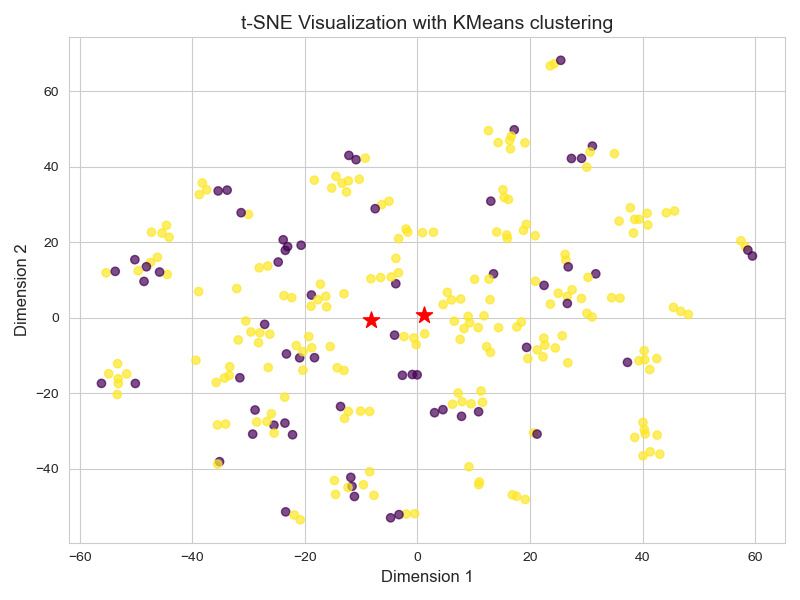 t-SNE Visualization with KMeans clustering
60
40
20
0
−20
−40
Dimension 2
−60 −40 −20 0 20 40 60
Dimension 1